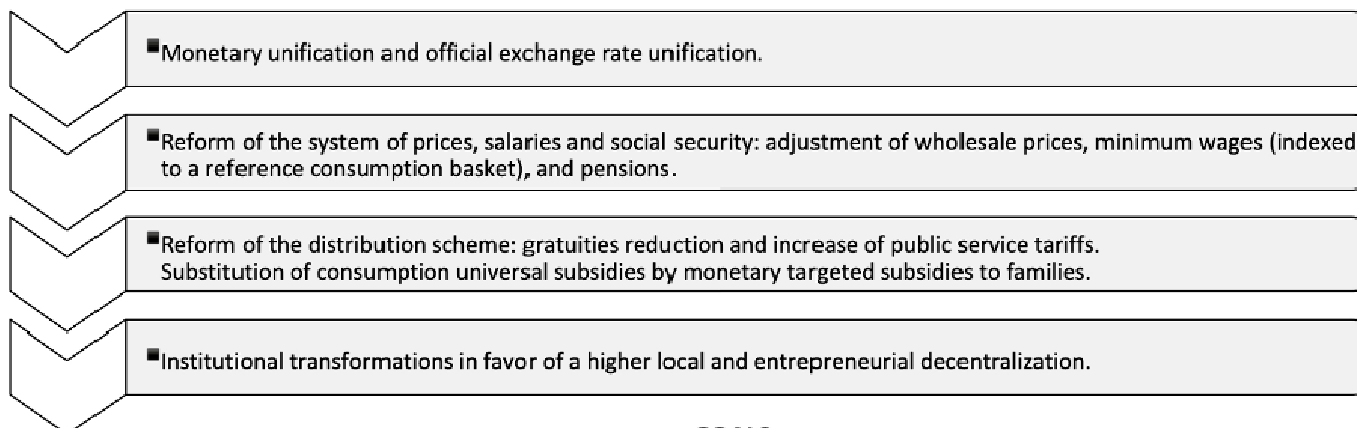 ▪Monetary unification and official exchange rate unification.
▪Reform of the system of prices, salaries and social security: adjustment of wholesale prices, minimum wages (indexed
to a reference consumption basket), and pensions.
▪Reform of the distribution scheme: gratuities reduction and increase of public service tariffs.
Substitution of consumption universal subsidies by monetary targeted subsidies to families.
▪Institutional transformations in favor of a higher local and entrepreneurial decentralization.